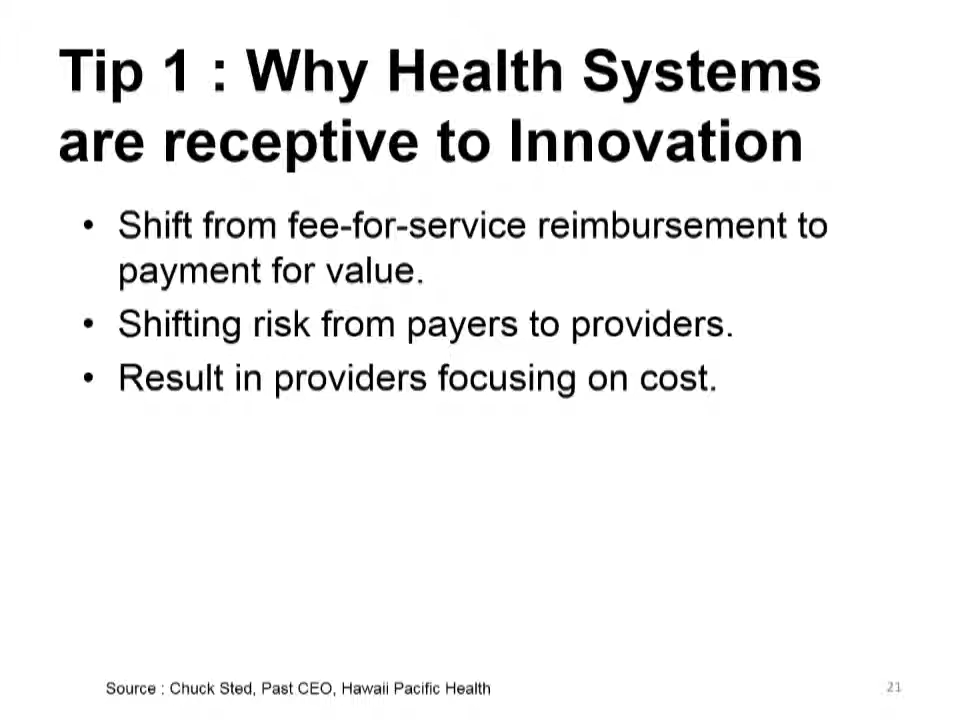 Tip 1 : Why Health Systems
are receptive to Innovation
• Shift from fee-for-service reimbursement to
payment for value.
• Shifting risk from payers to providers.
• Result in providers focusing on cost.
Source : Chuck Sted, Past CEO, Hawaii Pacific Health
21